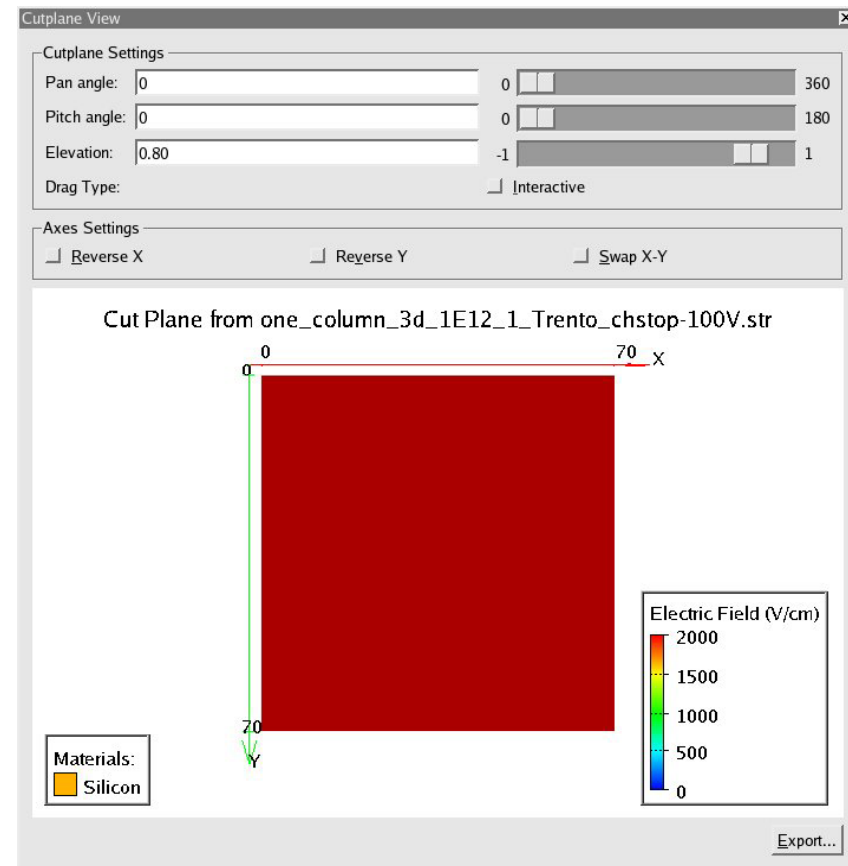 Cutplane View
Cutplane Settings
Pan angle: 0 0 360
Pitch angle: 0 0 180
Elevation: 0.80 -1 1
Drag Type: Interactive
Axes Settings
Reverse X Reverse Y Swap X-Y
Cut Plane from one_column_3d_1E12_1_Trento_chstop-100V.str
0 70 X
0
70
Y
Materials:
Silicon
Electric Field (V/cm)
2000
1500
1000
500
0
Export...